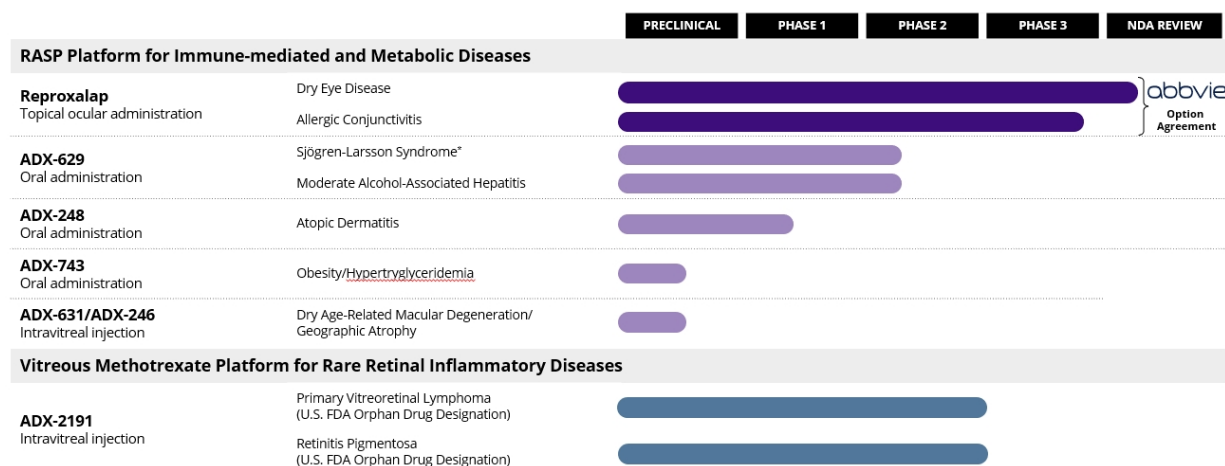 PRECLINICAL PHASE 1 PHASE 2 PHASE 3 NDA REVIEW
RASP Platform for Immune-mediated and Metabolic Diseases
Reproxalap
Topical ocular administration
Dry Eye Disease
Allergic Conjunctivitis
abbvie
Option
Agreement
ADX-629
Oral administration
Sjögren-Larsson Syndrome*
Moderate Alcohol-Associated Hepatitis
ADX-248
Oral administration
Atopic Dermatitis
ADX-743
Oral administration
Obesity/Hypertryglyceridemia
ADX-631/ADX-246
Intravitreal injection
Dry Age-Related Macular Degeneration/
Geographic Atrophy
Vitreous Methotrexate Platform for Rare Retinal Inflammatory Diseases
ADX-2191
Intravitreal injection
Primary Vitreoretinal Lymphoma
(U.S. FDA Orphan Drug Designation)
Retinitis Pigmentosa
(U.S. FDA Orphan Drug Designation)